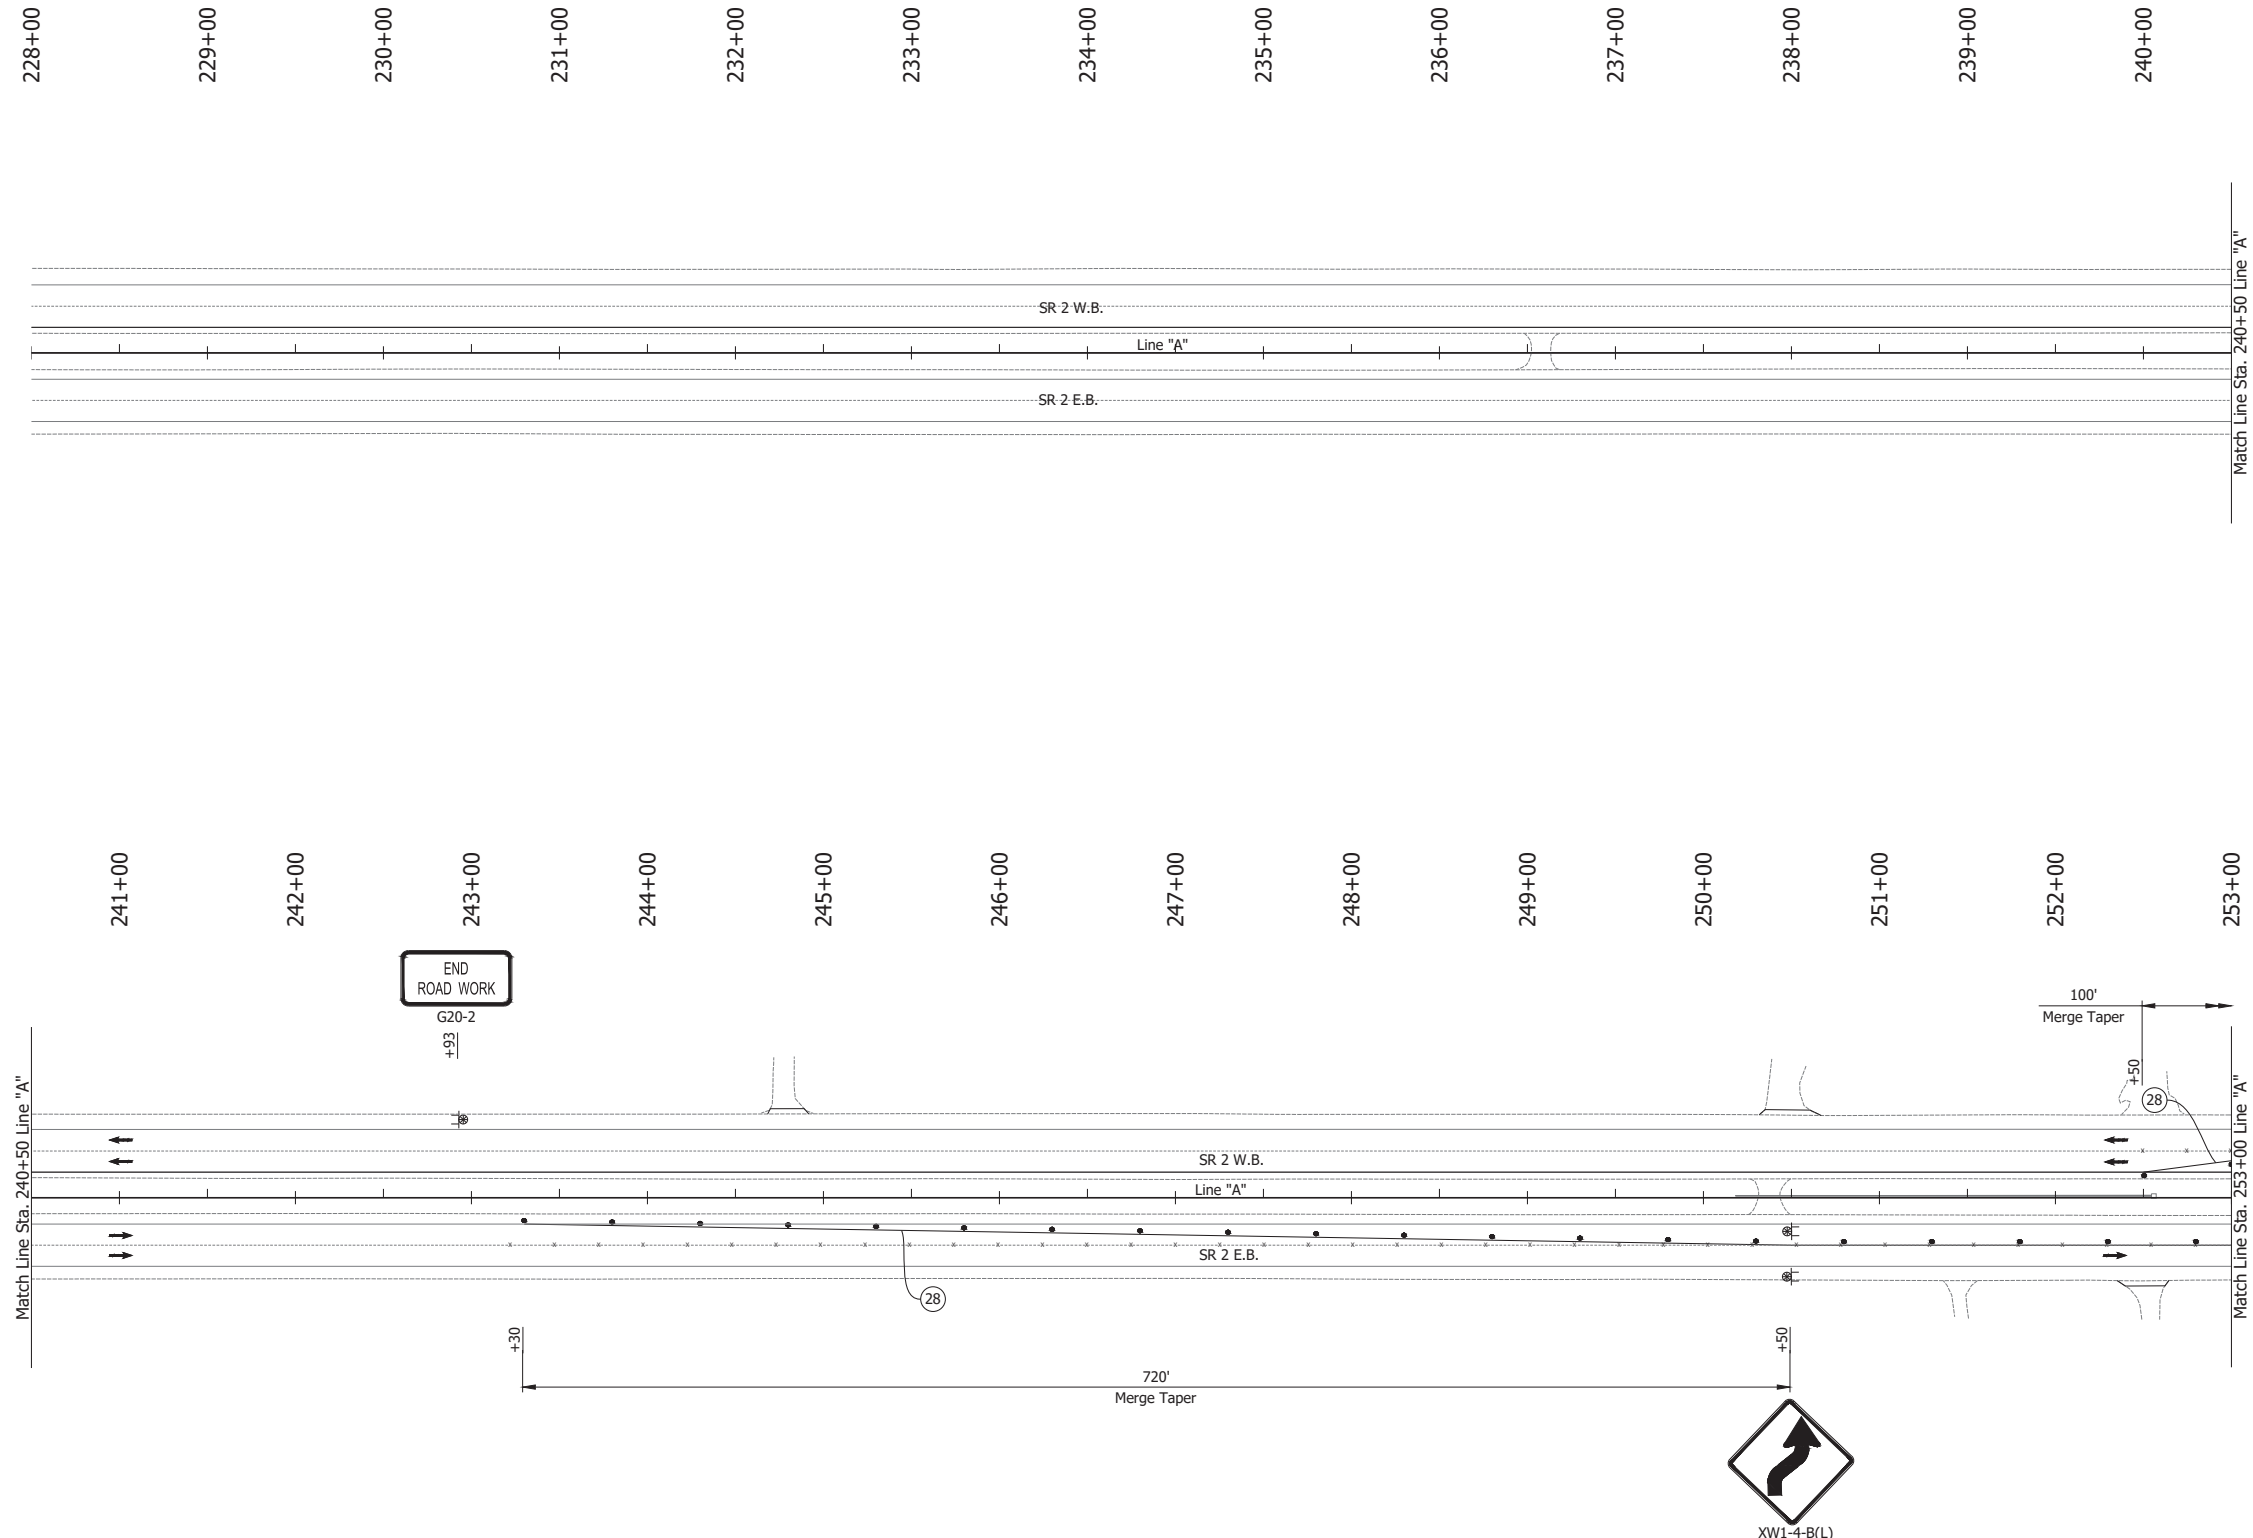 228+00
229+00
230+00
231+00
232+00
233+00
234+00
235+00
236+00
237+00
238+00
239+00
240+00
SR 2 W.B.
Line "A"
SR 2 E.B.
Match Line Sta. 240+50 Line "A"
241+00
242+00
243+00
244+00
245+00
246+00
247+00
248+00
249+00
250+00
251+00
252+00
253+00
END
ROAD WORK
G20-2
+93
100'
Merge Taper
+50
28
Match Line Sta. 240+50 Line "A"
SR 2 W.B.
Line "A"
SR 2 E.B.
Match Line Sta. 253+00 Line "A"
28
+30
+50
720'
Merge Taper
XW1-4-B(L)